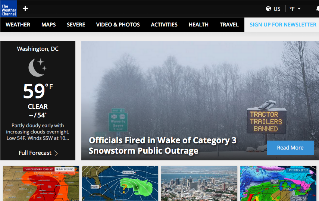 The Weather Channel
US
°F
WEATHER MAPS SEVERE VIDEO & PHOTOS ACTIVITIES HEALTH TRAVEL SIGN UP FOR NEWSLETTER
Washington, DC
59°F
CLEAR
--/ 54°
Partly cloudy early with
increasing clouds overnight.
Low 54F. Winds SSW at 10...
Full Forecast
TRACTOR
TRAILERS
BANNED
Officials Fired in Wake of Category 3
Snowstorm Public Outrage
Read More